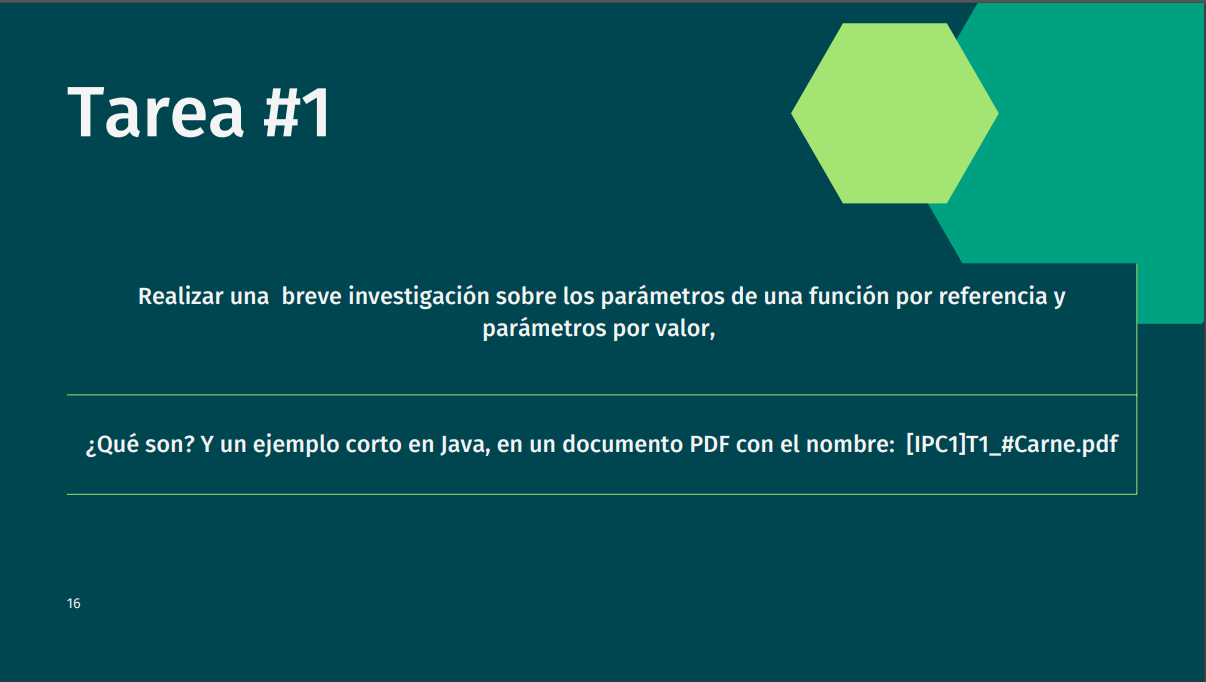 Tarea #1
Realizar una  breve investigación sobre los parámetros de una función por referencia y
parámetros por valor,
¿Qué son? Y un ejemplo corto en Java, en un documento PDF con el nombre:  [IPC1]T1_#Carne.pdf
16